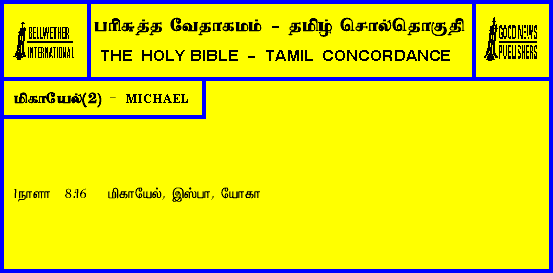 BELLWETHER
INTERNATIONAL
பரிசுத்த வேதாகமம் - தமிழ் சொல்தொகுதி
THE HOLY BIBLE - TAMIL CONCORDANCE
GOOD NEWS
PUBLISHERS
மிகாயேல்(2) - MICHAEL
1நாளா 8:16 மிகாயேல், இஸ்பா, யோகா